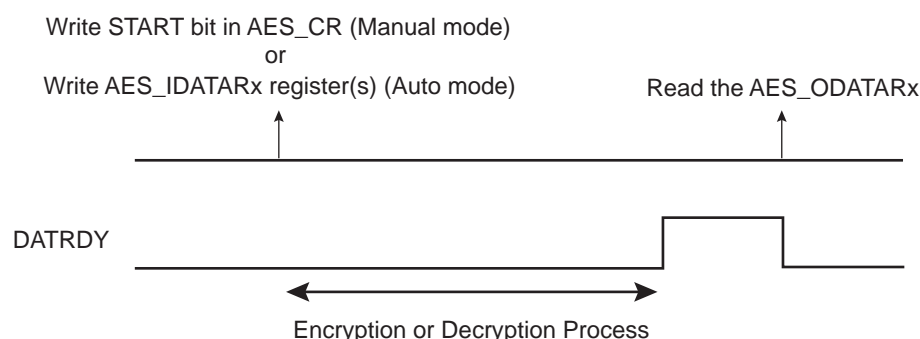 Write START bit in AES_CR (Manual mode)
or
Write AES_IDATARx register(s) (Auto mode)
Read the AES_ODATARx
DATRDY
Encryption or Decryption Process